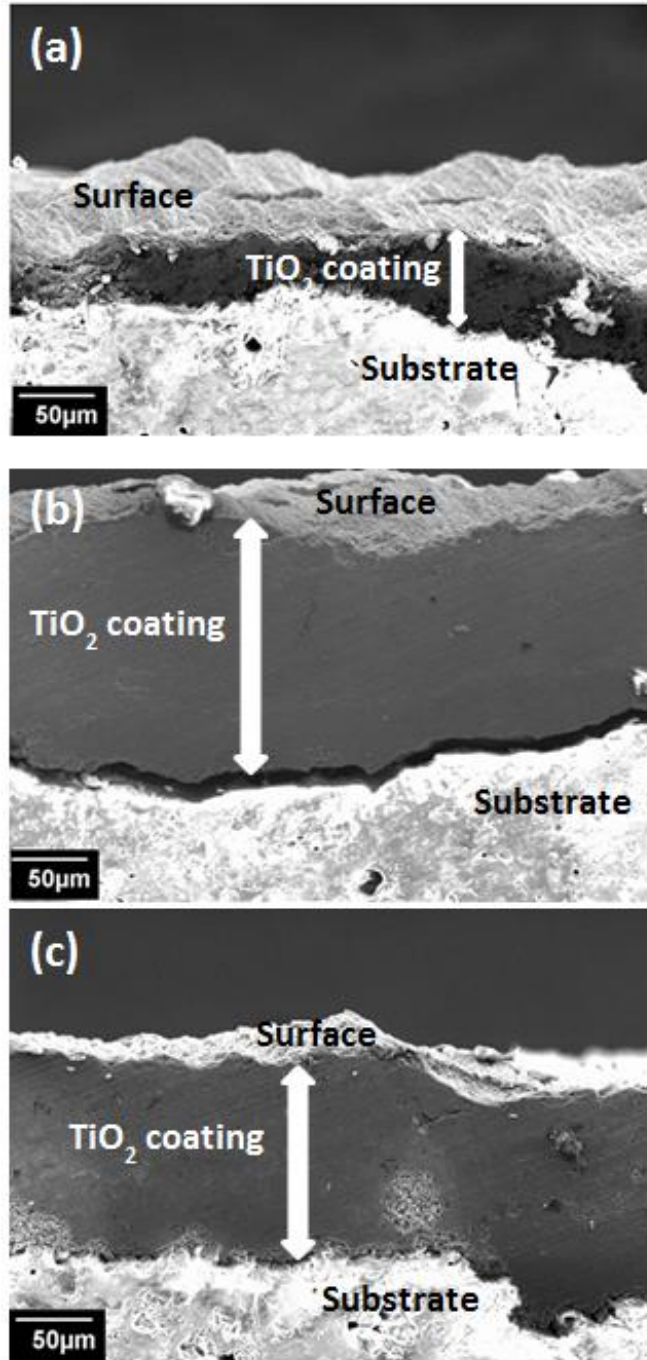 (a)
Surface
TiO₂ coating
Substrate
50µm
(b)
Surface
TiO₂ coating
Substrate
50µm
(c)
Surface
TiO₂ coating
Substrate
50µm